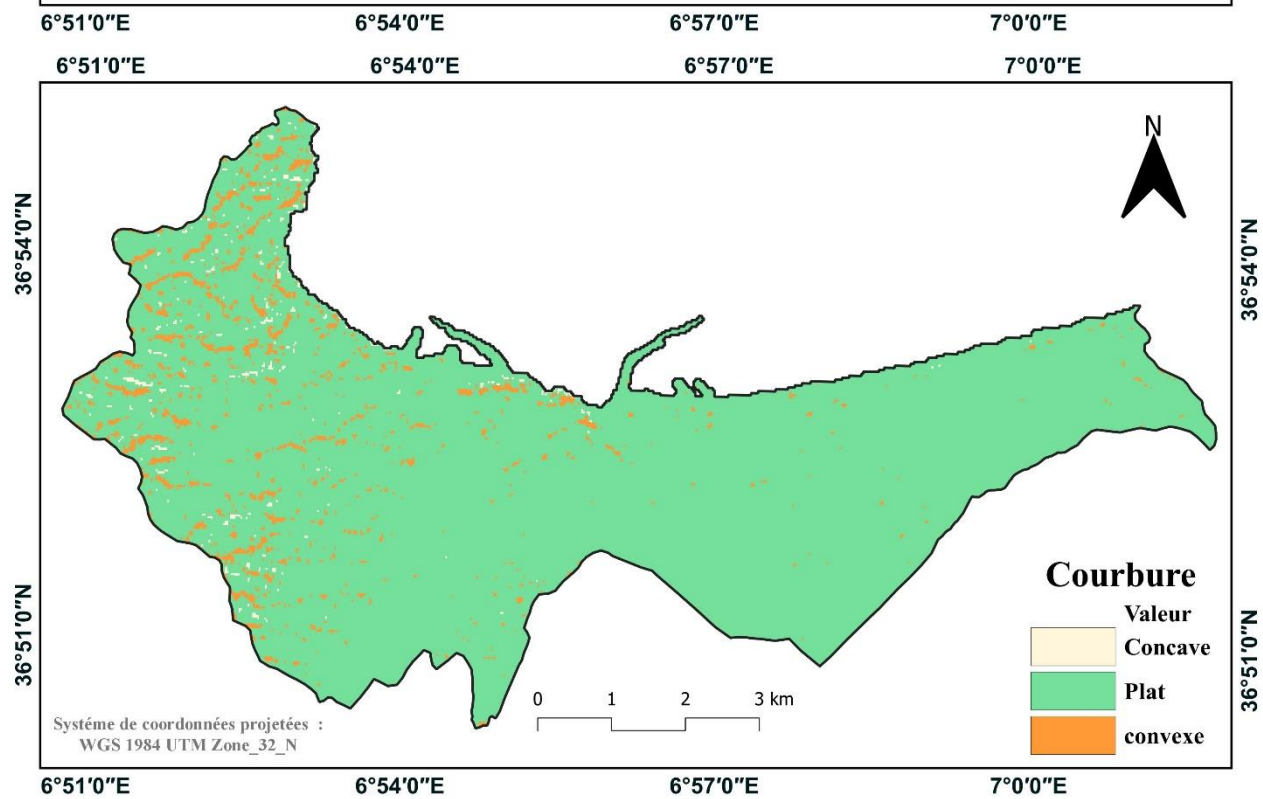 6°51'0"E 6°54'0"E 6°57'0"E 7°0'0"E
6°51'0"E 6°54'0"E 6°57'0"E 7°0'0"E
N
36°54'0"N
36°54'0"N
Courbure
Valeur
Concave
Plat
convexe
36°51'0"N
36°51'0"N
0 1 2 3 km
Systéme de coordonnées projetées :
WGS 1984 UTM Zone_32_N
6°51'0"E 6°54'0"E 6°57'0"E 7°0'0"E